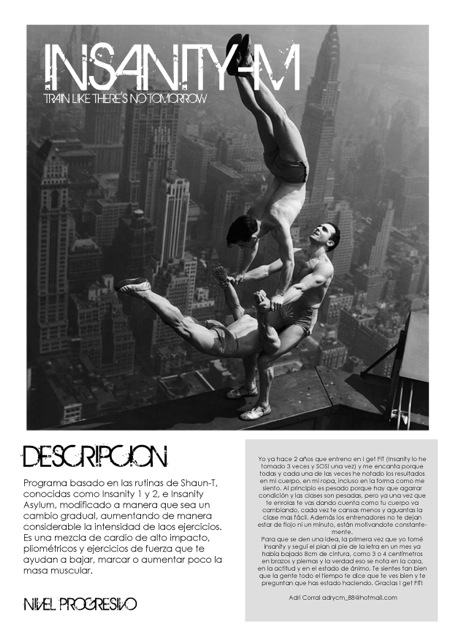 INSANITY-M
TRAIN LIKE THERE'S NO TOMORROW
DESCRIPCION
Programa basado en las rutinas de Shaun-T,
conocidas como Insanity 1 y 2, e Insanity
Asylum, modificado a manera que sea un
cambio gradual, aumentando de manera
considerable la intensidad de laos ejercicios.
Es una mezcla de cardio de alto impacto,
pliométricos y ejercicios de fuerza que te
ayudan a bajar, marcar o aumentar poco la
masa muscular.
NIVEL PROGRESIVO
Yo ya hace 2 años que entreno en I get FIT (Insanity lo he
tomado 3 veces y SOSI una vez) y me encanta porque
todas y cada una de las veces he notado los resultados
en mi cuerpo, en mi ropa, incluso en la forma como me
siento. Al principio es pesado porque hay que agarrar
condición y las clases son pesadas, pero ya una vez que
te enrolas te vas dando cuenta como tu cuerpo va
cambiando, cada vez te cansas menos y aguantas la
clase mas fácil. Además los entrenadores no te dejan
estar de flojo ni un minuto, están motivandote constante-
mente.
Para que se den una idea, la primera vez que yo tomé
Insanity y seguí el plan al pie de la letra en un mes ya
había bajado 8cm de cintura, como 3 o 4 centímetros
en brazos y piernas y la verdad eso se nota en la cara,
en la actitud y en el estado de ánimo. Te sientes tan bien
que la gente todo el tiempo te dice que te ves bien y te
preguntan que has estado haciendo. Gracias I get FIT!
Adri Corral adrycm_88@hotmail.com